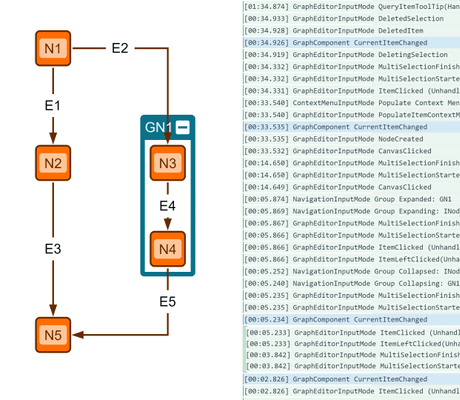 N1
E2
E1
GN1
N2
N3
E4
E3
N4
E5
N5
[01:34.874] GraphEditorInputMode QueryItemToolTip(Han
[00:34.933] GraphEditorInputMode DeletedSelection
[00:34.928] GraphEditorInputMode DeletedItem
[00:34.926] GraphComponent CurrentItemChanged
[00:34.919] GraphEditorInputMode DeletingSelection
[00:34.332] GraphEditorInputMode MultiSelectionFinish
[00:34.332] GraphEditorInputMode MultiSelectionStarte
[00:34.331] GraphEditorInputMode ItemClicked (Unhandl
[00:33.540] ContextMenuInputMode Populate Context Men
[00:33.540] GraphEditorInputMode PopulateItemContextM
[00:33.535] GraphComponent CurrentItemChanged
[00:33.535] GraphEditorInputMode NodeCreated
[00:33.532] GraphEditorInputMode CanvasClicked
[00:14.650] GraphEditorInputMode MultiSelectionFinish
[00:14.650] GraphEditorInputMode MultiSelectionStarte
[00:14.649] GraphEditorInputMode CanvasClicked
[00:05.874] NavigationInputMode Group Expanded: GN1
[00:05.869] NavigationInputMode Group Expanding: INod
[00:05.867] GraphEditorInputMode MultiSelectionFinish
[00:05.866] GraphEditorInputMode MultiSelectionStarte
[00:05.866] GraphEditorInputMode ItemClicked (Unhandl
[00:05.866] GraphEditorInputMode ItemLeftClicked(Unha
[00:05.252] NavigationInputMode Group Collapsed: INod
[00:05.240] NavigationInputMode Group Collapsing: GN1
[00:05.235] GraphEditorInputMode MultiSelectionFinish
[00:05.235] GraphEditorInputMode MultiSelectionStarte
[00:05.234] GraphComponent CurrentItemChanged
[00:05.233] GraphEditorInputMode ItemClicked (Unhandl
[00:05.233] GraphEditorInputMode ItemLeftClicked(Unha
[00:03.842] GraphEditorInputMode MultiSelectionFinish
[00:03.842] GraphEditorInputMode MultiSelectionStarte
[00:02.826] GraphComponent CurrentItemChanged
[00:02.826] GraphEditorInputMode ItemClicked (Unhandl